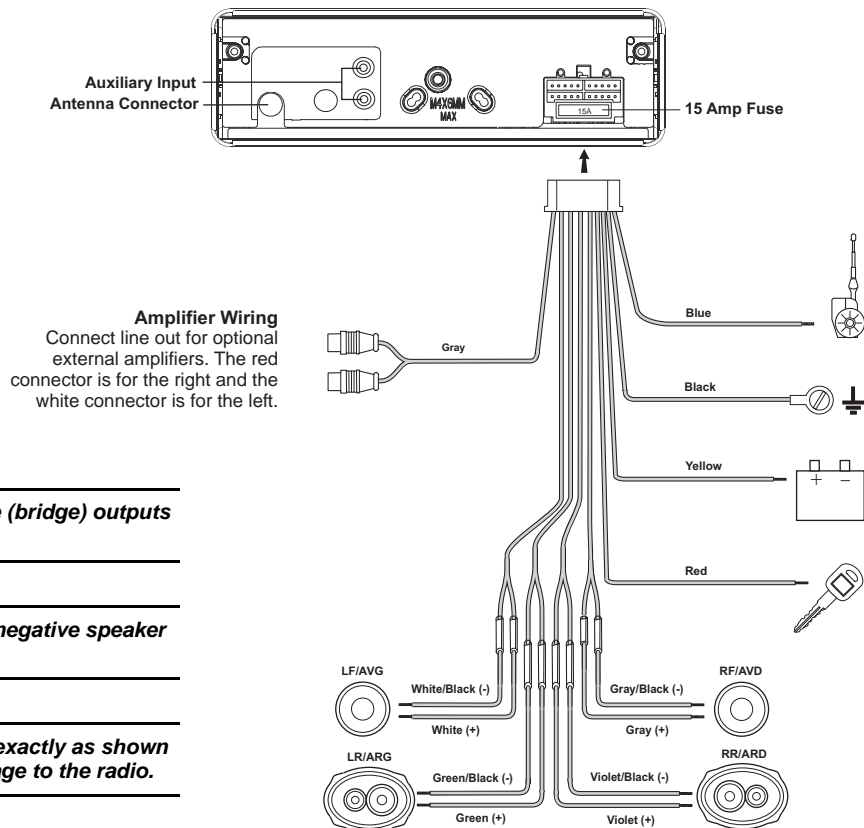 Auxiliary Input
Antenna Connector
M4X6MM
MAX
15A
15 Amp Fuse
Amplifier Wiring
Connect line out for optional
external amplifiers. The red
connector is for the right and the
white connector is for the left.
Gray
Blue
Black
Yellow
+ −
Red
e (bridge) outputs
negative speaker
exactly as shown
age to the radio.
LF/AVG
White/Black (-)
White (+)
Gray/Black (-)
Gray (+)
RF/AVD
LR/ARG
Green/Black (-)
Green (+)
Violet/Black (-)
Violet (+)
RR/ARD